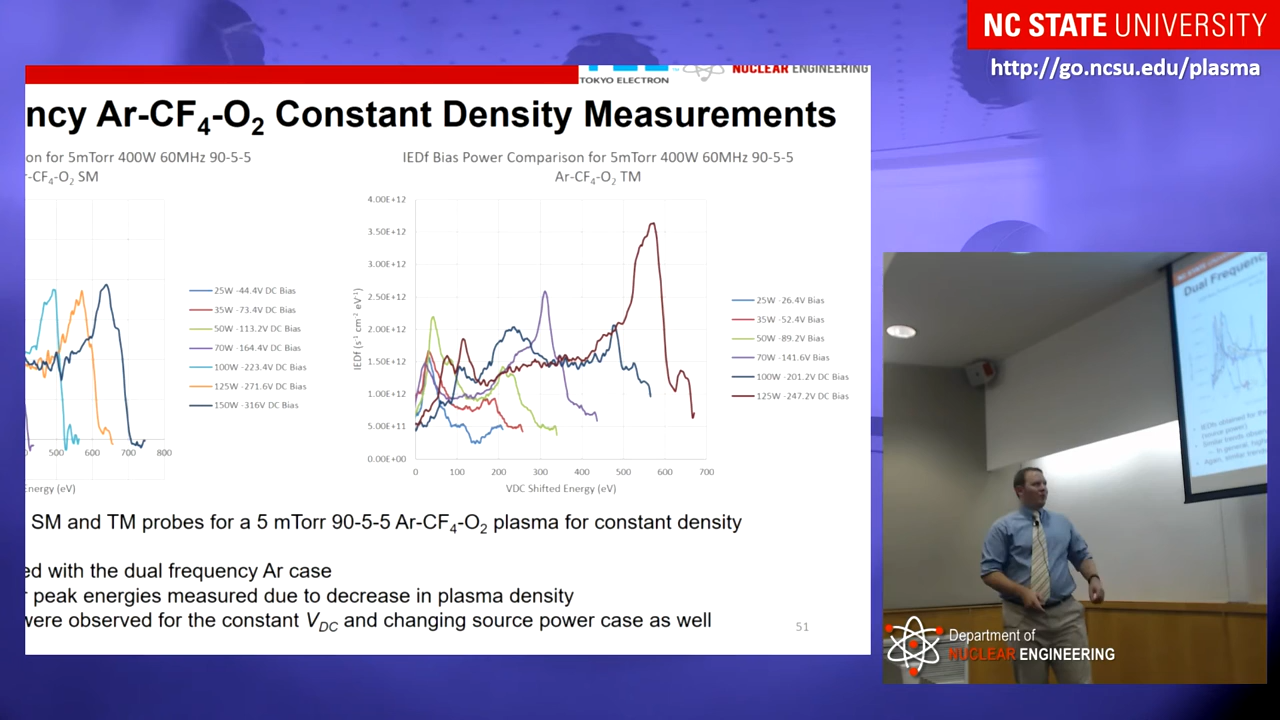 NC STATE UNIVERSITY
http://go.ncsu.edu/plasma
TOKYO ELECTRON
NUCLEAR ENGINEERING
ncy Ar-CF4-O2 Constant Density Measurements
on for 5mTorr 400W 60MHz 90-5-5
r-CF4-O2 SM
25W -44.4V DC Bias
35W -73.4V DC Bias
50W -113.2V DC Bias
70W -164.4V DC Bias
100W -223.4V DC Bias
125W -271.6V DC Bias
150W -316V DC Bias
500 600 700 800
nergy (eV)
IEDf Bias Power Comparison for 5mTorr 400W 60MHz 90-5-5
Ar-CF4-O2 TM
IEDf (s-1 cm-2 eV-1)
4.00E+12
3.50E+12
3.00E+12
2.50E+12
2.00E+12
1.50E+12
1.00E+12
5.00E+11
0.00E+00
0 100 200 300 400 500 600 700
VDC Shifted Energy (eV)
25W -26.4V Bias
35W -52.4V Bias
50W -89.2V Bias
70W -141.6V Bias
100W -201.2V DC Bias
125W -247.2V DC Bias
SM and TM probes for a 5 mTorr 90-5-5 Ar-CF4-O2 plasma for constant density
ed with the dual frequency Ar case
r peak energies measured due to decrease in plasma density
were observed for the constant VDC and changing source power case as well
51
Dual Frequenc
Department of
NUCLEAR ENGINEERING